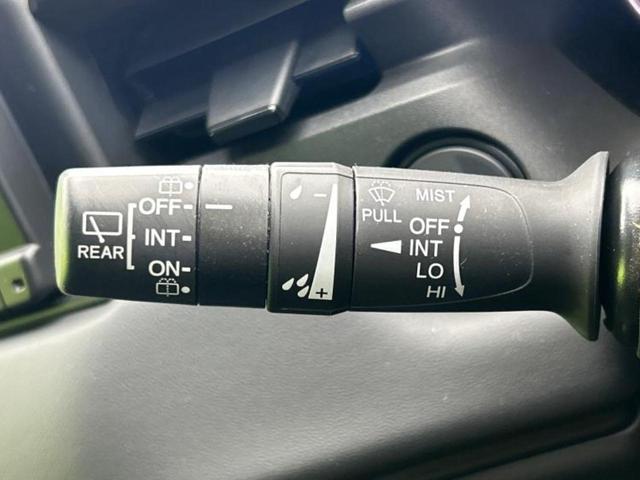 REAR
OFF
INT
ON
-
+
PULL
MIST
OFF
INT
LO
HI